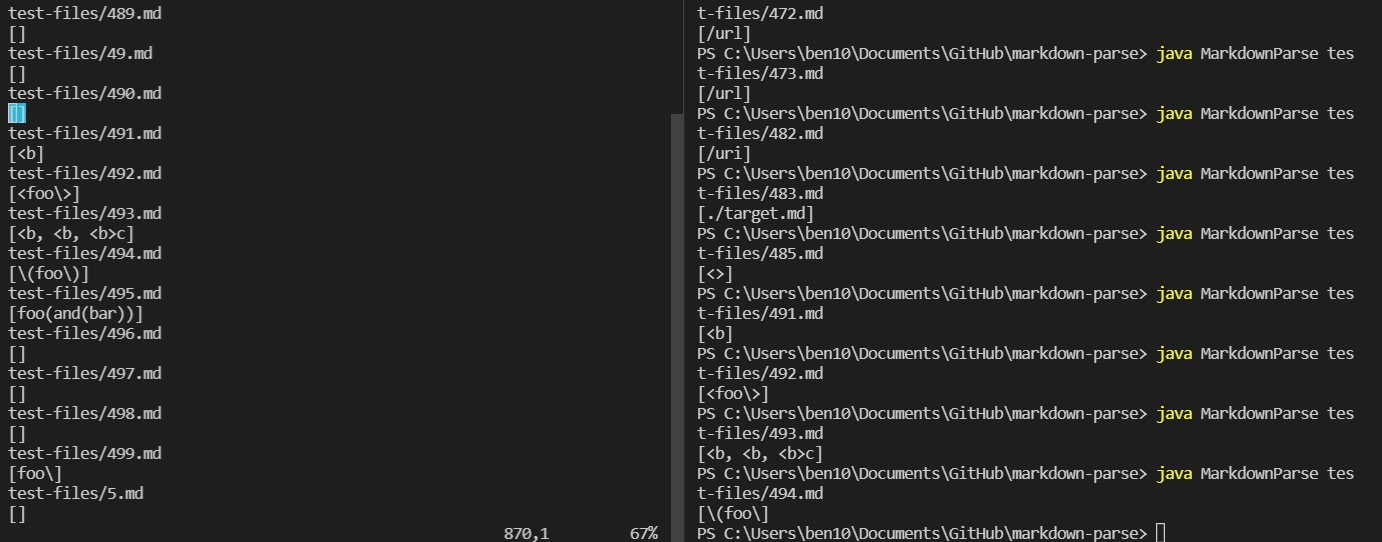 test-files/489.md
[]
test-files/49.md
[]
test-files/490.md
[]
test-files/491.md
[<b]
test-files/492.md
[<foo\>]
test-files/493.md
[<b, <b, <b>c]
test-files/494.md
[\(foo\)]
test-files/495.md
[foo(and(bar))]
test-files/496.md
[]
test-files/497.md
[]
test-files/498.md
[]
test-files/499.md
[foo\]
test-files/5.md
[]
870,1 67%
t-files/472.md
[/url]
PS C:\Users\ben10\Documents\GitHub\markdown-parse> java MarkdownParse tes
t-files/473.md
[/url]
PS C:\Users\ben10\Documents\GitHub\markdown-parse> java MarkdownParse tes
t-files/482.md
[/uri]
PS C:\Users\ben10\Documents\GitHub\markdown-parse> java MarkdownParse tes
t-files/483.md
[./target.md]
PS C:\Users\ben10\Documents\GitHub\markdown-parse> java MarkdownParse tes
t-files/485.md
[<>]
PS C:\Users\ben10\Documents\GitHub\markdown-parse> java MarkdownParse tes
t-files/491.md
[<b]
PS C:\Users\ben10\Documents\GitHub\markdown-parse> java MarkdownParse tes
t-files/492.md
[<foo\>]
PS C:\Users\ben10\Documents\GitHub\markdown-parse> java MarkdownParse tes
t-files/493.md
[<b, <b, <b>c]
PS C:\Users\ben10\Documents\GitHub\markdown-parse> java MarkdownParse tes
t-files/494.md
[\(foo\]
PS C:\Users\ben10\Documents\GitHub\markdown-parse>